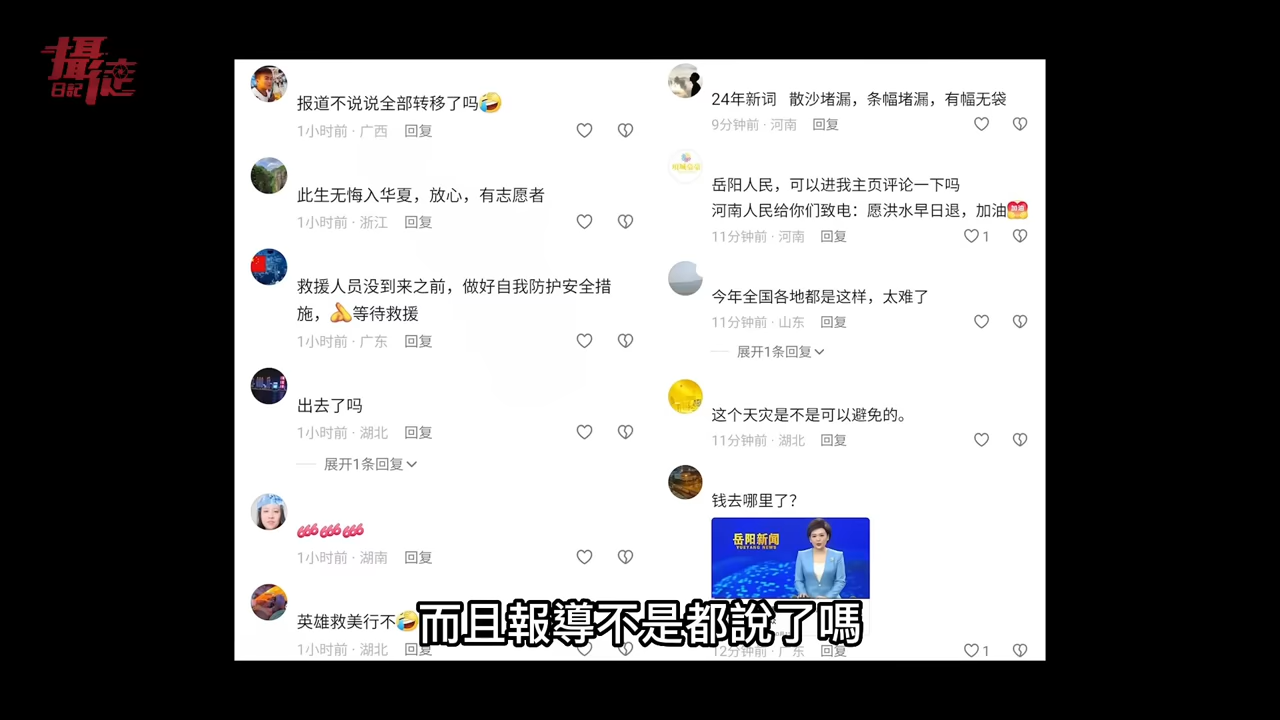 攝徒
日記
报道不说说全部转移了吗
1小时前 · 广西 回复
此生无悔入华夏，放心，有志愿者
1小时前 · 浙江 回复
救援人员没到来之前，做好自我防护安全措
施，等待救援
1小时前 · 广东 回复
出去了吗
1小时前 · 湖北 回复
展开1条回复
666 666 666
1小时前 · 湖南 回复
英雄救美行不
1小时前 · 湖北 回复
24年新词 散沙堵漏，条幅堵漏，有幅无袋
9分钟前 · 河南 回复
岳阳人民，可以进我主页评论一下吗
河南人民给你们致电：愿洪水早日退，加油
11分钟前 · 河南 回复 1
今年全国各地都是这样，太难了
11分钟前 · 山东 回复
展开1条回复
这个天灾是不是可以避免的。
11分钟前 · 湖北 回复
钱去哪里了？
岳阳新闻
YUEYANG NEWS
12分钟前 · 广东 回复 1
而且報導不是都說了嗎